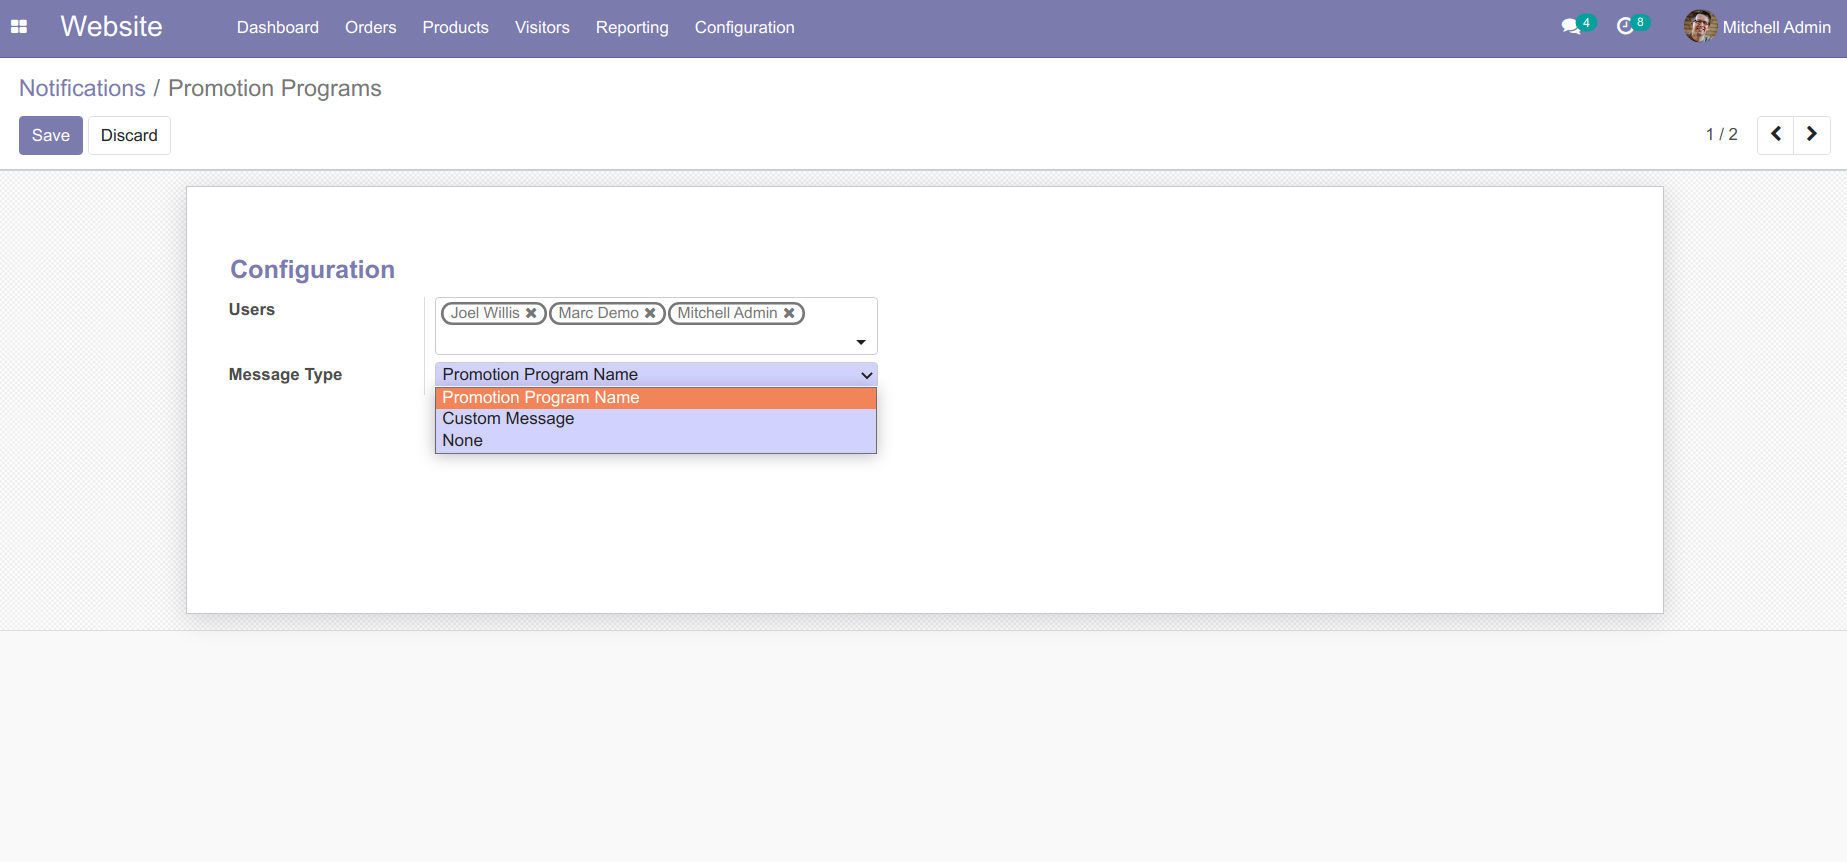 Website Dashboard Orders Products Visitors Reporting Configuration 4 8 Mitchell Admin
Notifications / Promotion Programs
Save Discard 1 / 2
Configuration
Users Joel Willis Marc Demo Mitchell Admin
Message Type Promotion Program Name
Promotion Program Name
Custom Message
None